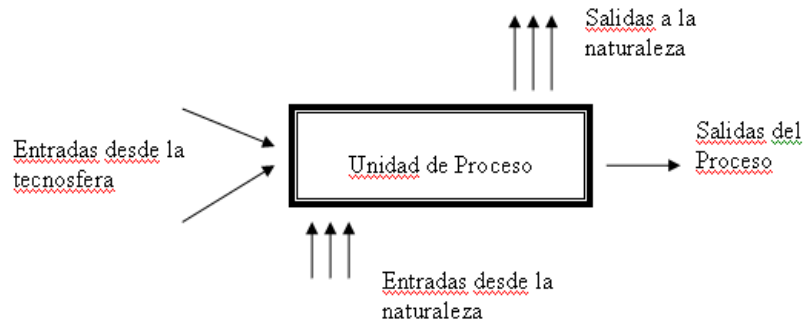 Salidas a la
naturaleza
Entradas desde la
tecnosfera
Unidad de Proceso
Salidas del
Proceso
Entradas desde la
naturaleza